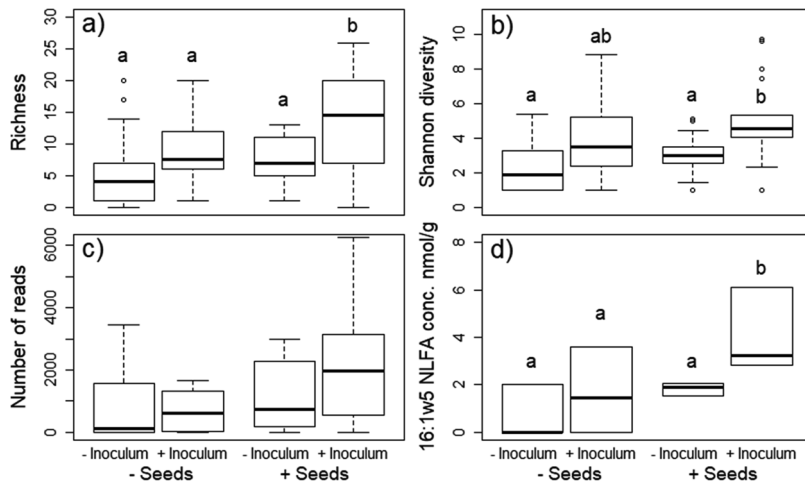 a)
Richness
0 5 10 15 20 25 30
a
a
a
b
b)
Shannon diversity
0 2 4 6 8 10
a
ab
a
b
c)
Number of reads
0 2000 4000 6000
d)
16:1w5 NLFA conc. nmol/g
0 2 4 6 8
a
a
a
b
- Inoculum + Inoculum - Inoculum + Inoculum
- Seeds + Seeds
- Inoculum + Inoculum - Inoculum + Inoculum
- Seeds + Seeds